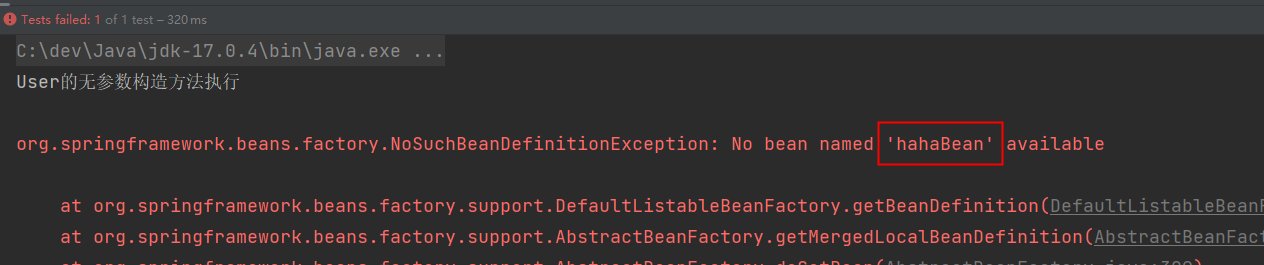 Tests failed: 1 of 1 test – 320 ms
C:\dev\Java\jdk-17.0.4\bin\java.exe ...
User的无参数构造方法执行
org.springframework.beans.factory.NoSuchBeanDefinitionException: No bean named 'hahaBean' available
at org.springframework.beans.factory.support.DefaultListableBeanFactory.getBeanDefinition(DefaultListableBeanF
at org.springframework.beans.factory.support.AbstractBeanFactory.getMergedLocalBeanDefinition(AbstractBeanFact